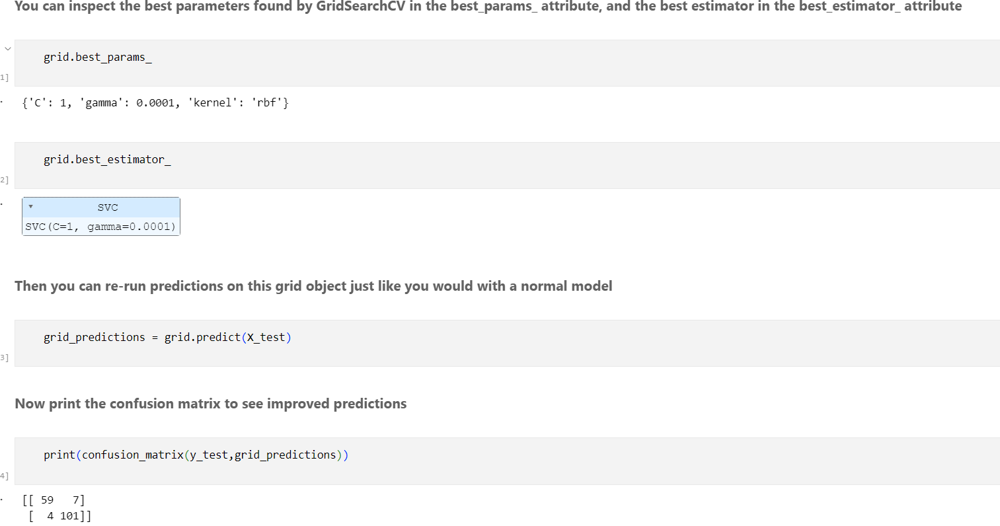 You can inspect the best parameters found by GridSearchCV in the best_params_ attribute, and the best estimator in the best_estimator_ attribute
grid.best_params_
1]
{'C': 1, 'gamma': 0.0001, 'kernel': 'rbf'}
grid.best_estimator_
2]
SVC
SVC(C=1, gamma=0.0001)
Then you can re-run predictions on this grid object just like you would with a normal model
grid_predictions = grid.predict(X_test)
3]
Now print the confusion matrix to see improved predictions
print(confusion_matrix(y_test,grid_predictions))
4]
[[ 59   7]
 [  4 101]]